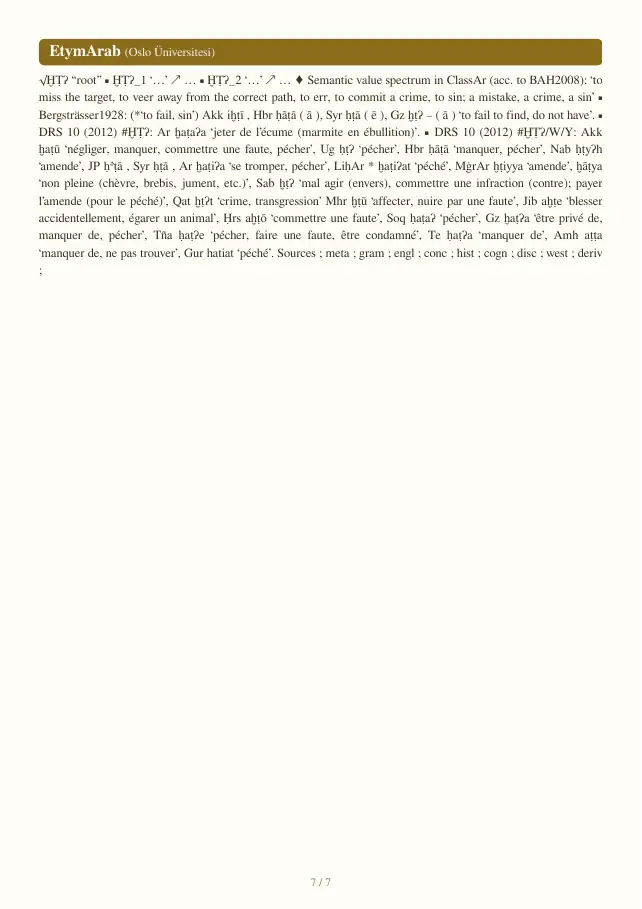 EtymArab (Oslo Üniversitesi)
√ḪṬʔ “root” ▪ ḪṬʔ_1 ‘…’ ↗ … ▪ ḪṬʔ_2 ‘…’ ↗ … ♦ Semantic value spectrum in ClassAr (acc. to BAH2008): ‘to
miss the target, to veer away from the correct path, to err, to commit a crime, to sin; a mistake, a crime, a sin’ ▪
Bergsträsser1928: (*‘to fail, sin’) Akk iḫṭī , Hbr ḥāṭā ( ā ), Syr ḥṭā ( ē ), Gz ḫṭʔ – ( ā ) ‘to fail to find, do not have’. ▪
DRS 10 (2012) #ḪṬʔ: Ar ḫaṭaʔa ‘jeter de l’écume (marmite en ébullition)’. ▪ DRS 10 (2012) #ḪṬʔ/W/Y: Akk
ḫaṭû ‘négliger, manquer, commettre une faute, pécher’, Ug ḫṭʔ ‘pécher’, Hbr ḥāṭā ‘manquer, pécher’, Nab ḥṭyʔh
‘amende’, JP ḥᵃṭā , Syr ḥṭā , Ar ḫaṭiʔa ‘se tromper, pécher’, LiḥAr * ḫaṭiʔat ‘péché’, MġrAr ḫṭiyya ‘amende’, ḫāṭya
‘non pleine (chèvre, brebis, jument, etc.)’, Sab ḫṭʔ ‘mal agir (envers), commettre une infraction (contre); payer
l’amende (pour le péché)’, Qat ḫṭʔt ‘crime, transgression’ Mhr ḫṭū ‘affecter, nuire par une faute’, Jib aḫṭe ‘blesser
accidentellement, égarer un animal’, Ḥrs aḫṭō ‘commettre une faute’, Soq ḥaṭaʔ ‘pécher’, Gz ḫaṭʔa ‘être privé de,
manquer de, pécher’, Tña ḥaṭʔe ‘pécher, faire une faute, être condamné’, Te ḥaṭʔa ‘manquer de’, Amh aṭṭa
‘manquer de, ne pas trouver’, Gur hatiat ‘péché’. Sources ; meta ; gram ; engl ; conc ; hist ; cogn ; disc ; west ; deriv
;
7 / 7